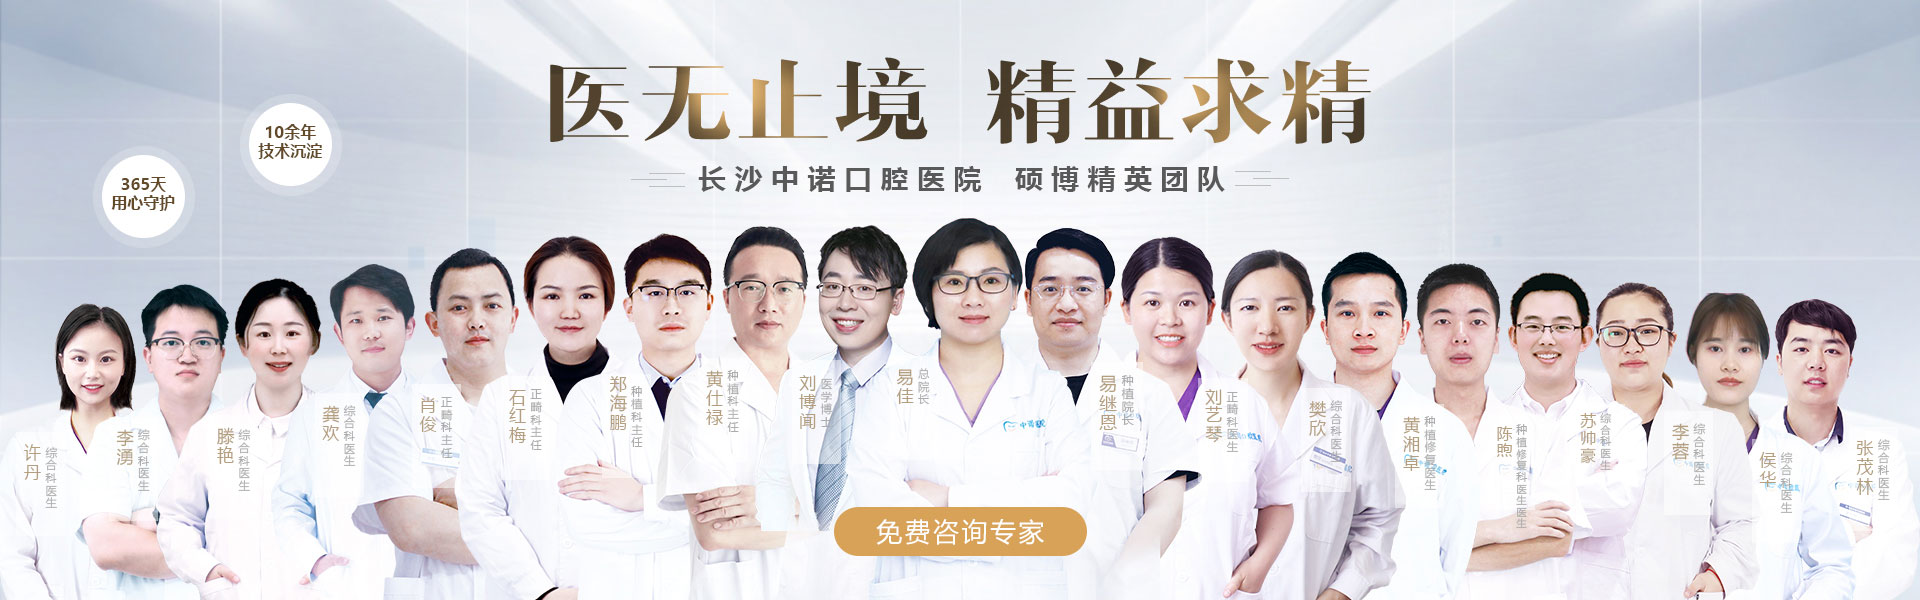 医无止境 精益求精
长沙中诺口腔医院 硕博精英团队
10余年
技术沉淀
365天
用心守护
许丹
综合科医生
李湧
综合科医生
滕艳
综合科医生
龚欢
综合科医生
肖俊
正畸科主任
石红梅
正畸科主任
郑海鹏
种植科主任
黄仕禄
种植科主任
刘博闻
医学博士
易佳
总院长
易继恩
种植院长
刘艺琴
正畸科医生
樊欣
综合科医生
黄湘卓
种植修复医生
陈煦
种植修复科医生医生
苏帅豪
综合科医生
李蓉
综合科医生
侯华
综合科医生
张茂林
综合科医生
免费咨询专家